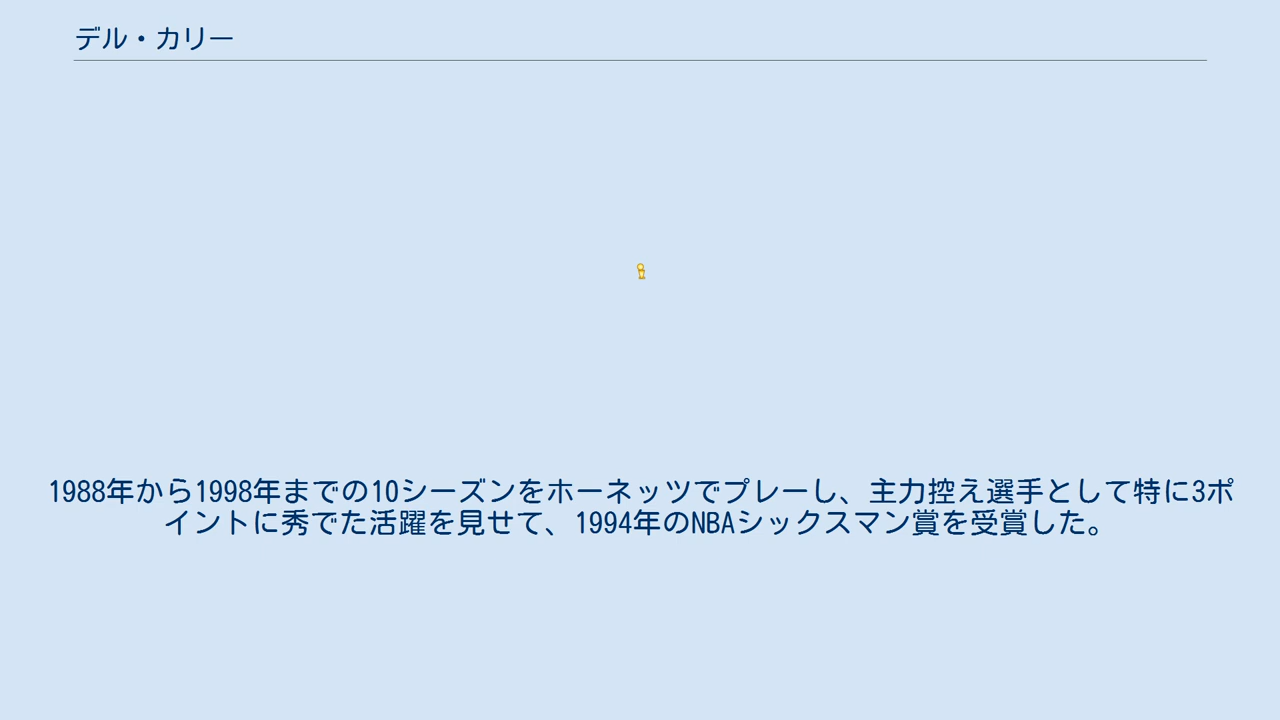 デル・カリー
1988年から1998年までの10シーズンをホーネッツでプレーし、主力控え選手として特に3ポ
イントに秀でた活躍を見せて、1994年のNBAシックスマン賞を受賞した。